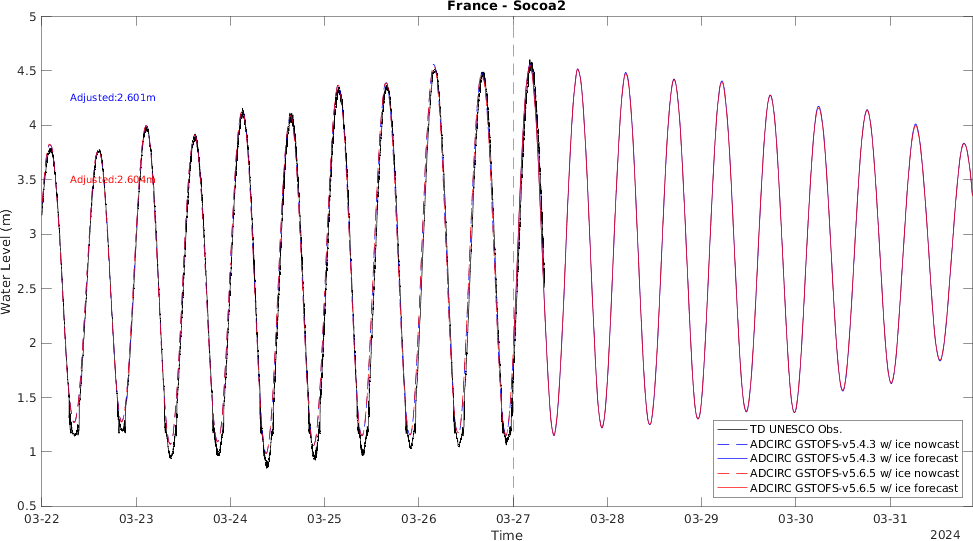 France - Socoa2
5
4.5
4
3.5
3
2.5
2
1.5
1
0.5
Water Level (m)
Adjusted:2.601m
Adjusted:2.604m
TD UNESCO Obs.
ADCIRC GSTOFS-v5.4.3 w/ ice nowcast
ADCIRC GSTOFS-v5.4.3 w/ ice forecast
ADCIRC GSTOFS-v5.6.5 w/ ice nowcast
ADCIRC GSTOFS-v5.6.5 w/ ice forecast
03-22 03-23 03-24 03-25 03-26 03-27 03-28 03-29 03-30 03-31
Time
2024